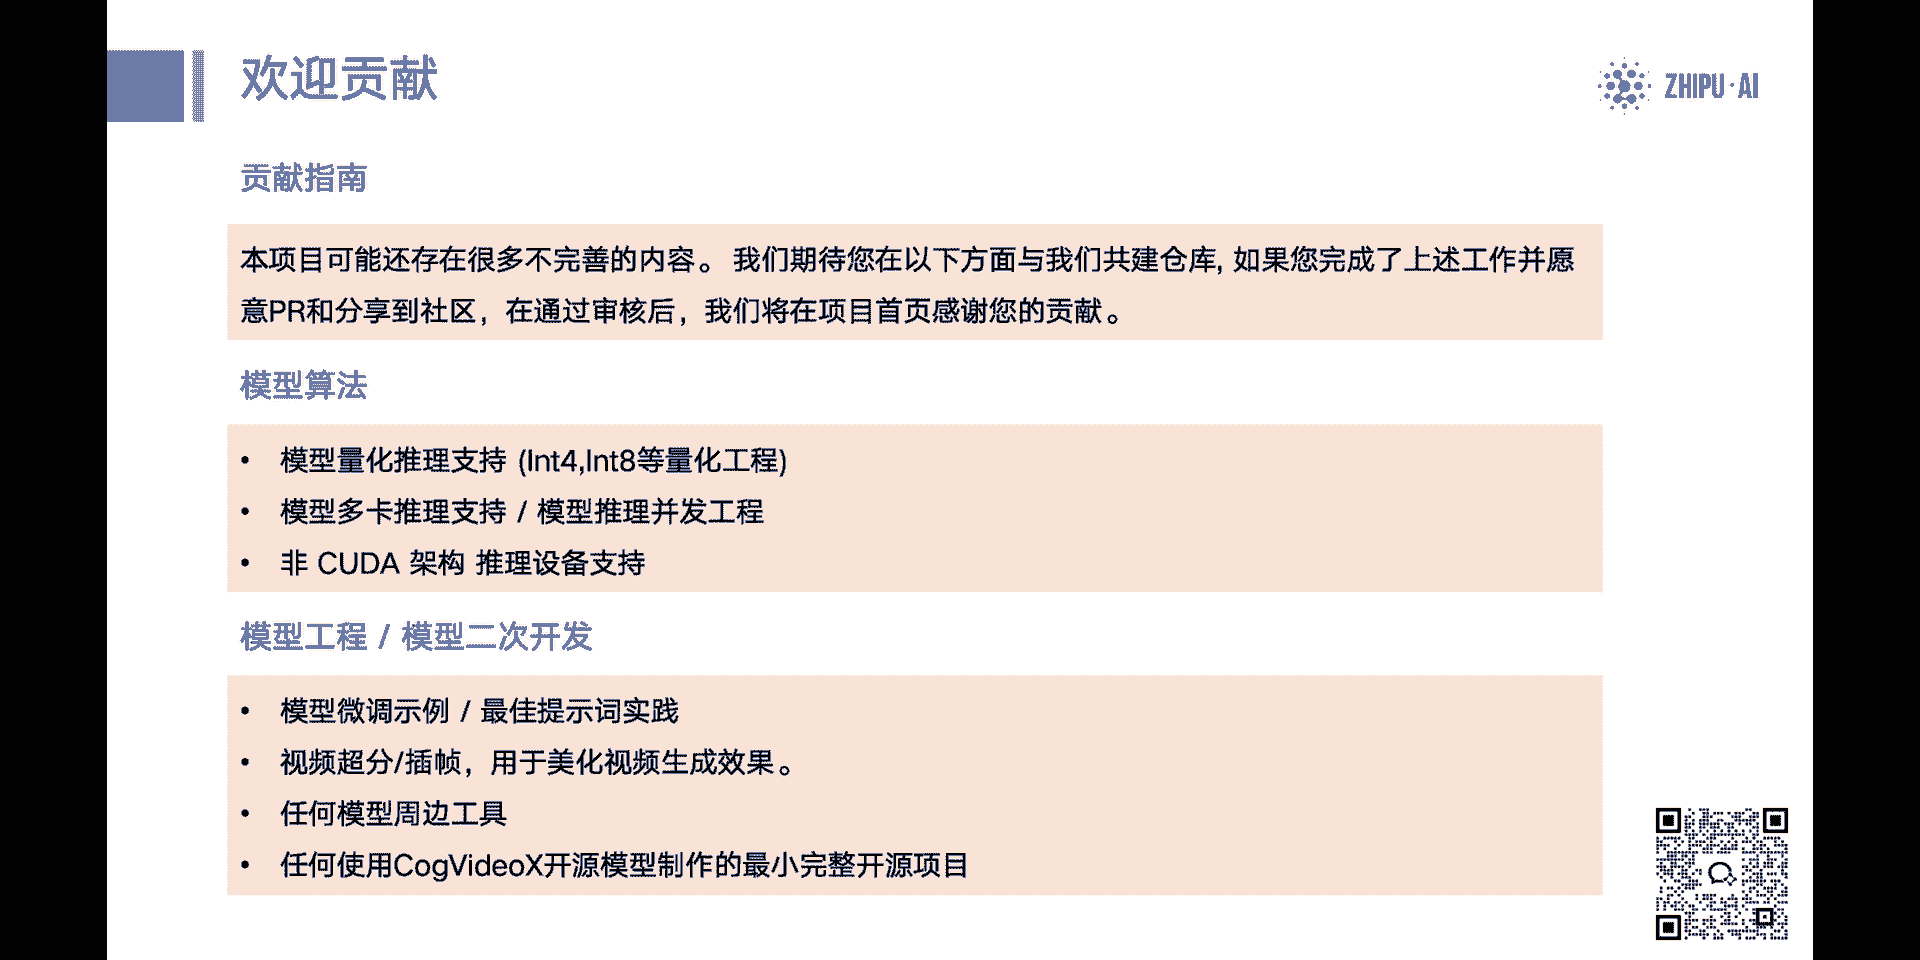 欢迎贡献
ZHIPU·AI
贡献指南
本项目可能还存在很多不完善的内容。 我们期待您在以下方面与我们共建仓库, 如果您完成了上述工作并愿
意PR和分享到社区，在通过审核后，我们将在项目首页感谢您的贡献。
模型算法
• 模型量化推理支持 (Int4,Int8等量化工程)
• 模型多卡推理支持 / 模型推理并发工程
• 非 CUDA 架构 推理设备支持
模型工程 / 模型二次开发
• 模型微调示例 / 最佳提示词实践
• 视频超分/插帧，用于美化视频生成效果。
• 任何模型周边工具
• 任何使用CogVideoX开源模型制作的最小完整开源项目